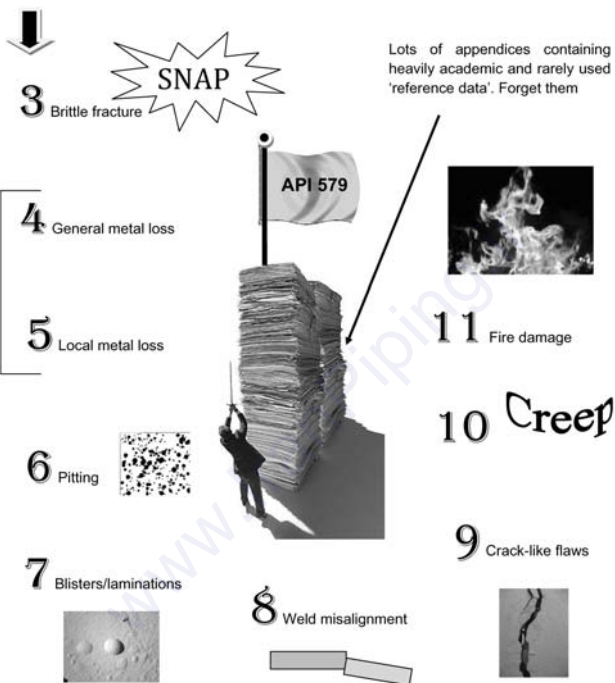 SNAP
3 Brittle fracture
Lots of appendices containing
heavily academic and rarely used
'reference data'. Forget them
API 579
4 General metal loss
5 Local metal loss
11 Fire damage
10 Creep
6 Pitting
9 Crack-like flaws
7 Blisters/laminations
8 Weld misalignment